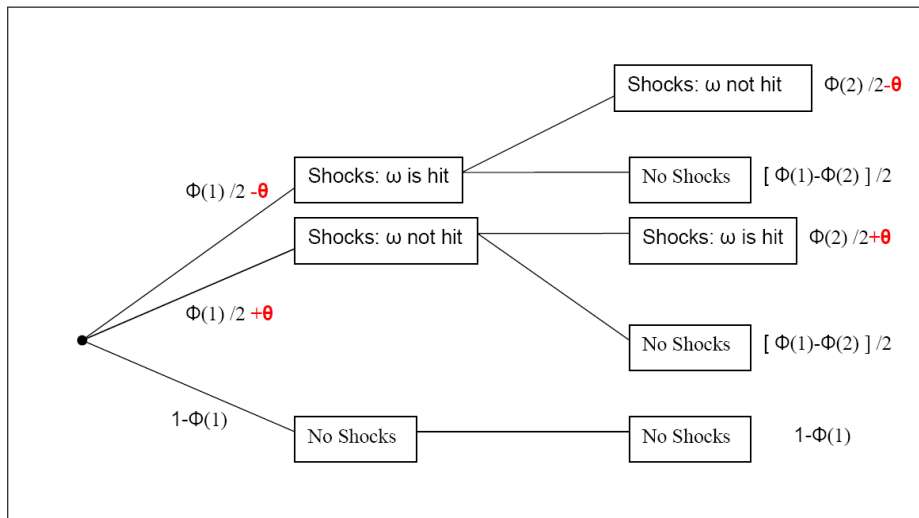 Shocks: ω not hit
Φ(2) /2-θ
Φ(1) /2 -θ
Shocks: ω is hit
No Shocks
[ Φ(1)-Φ(2) ] /2
Shocks: ω not hit
Shocks: ω is hit
Φ(2) /2+θ
Φ(1) /2 +θ
No Shocks
[ Φ(1)-Φ(2) ] /2
1-Φ(1)
No Shocks
No Shocks
1-Φ(1)